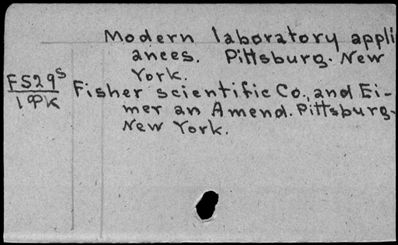 Modern laboratory appli
ances. Pittsburg. New
York.
FS29s
1PK
Fisher scientific Co., and Ei-
mer an Amend. Pittsburg-
New York.